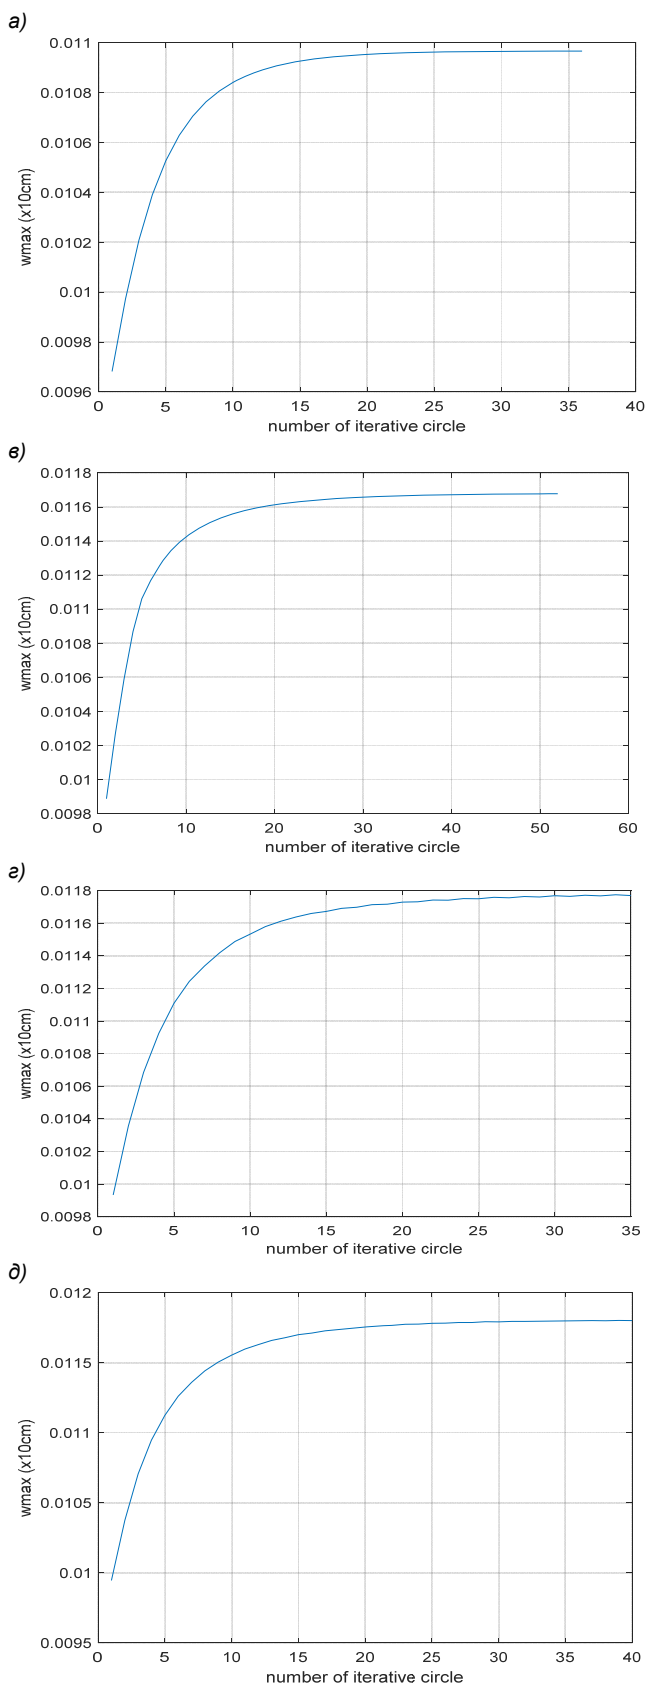 а)
0.011
0.0108
0.0106
0.0104
0.0102
0.01
0.0098
0.0096
wmax (x10cm)
0 5 10 15 20 25 30 35 40
number of iterative circle
в)
0.0118
0.0116
0.0114
0.0112
0.011
0.0108
0.0106
0.0104
0.0102
0.01
0.0098
wmax (x10cm)
0 10 20 30 40 50 60
number of iterative circle
г)
0.0118
0.0116
0.0114
0.0112
0.011
0.0108
0.0106
0.0104
0.0102
0.01
0.0098
wmax (x10cm)
0 5 10 15 20 25 30 35
number of iterative circle
д)
0.012
0.0115
0.011
0.0105
0.01
0.0095
wmax (x10cm)
0 5 10 15 20 25 30 35 40
number of iterative circle